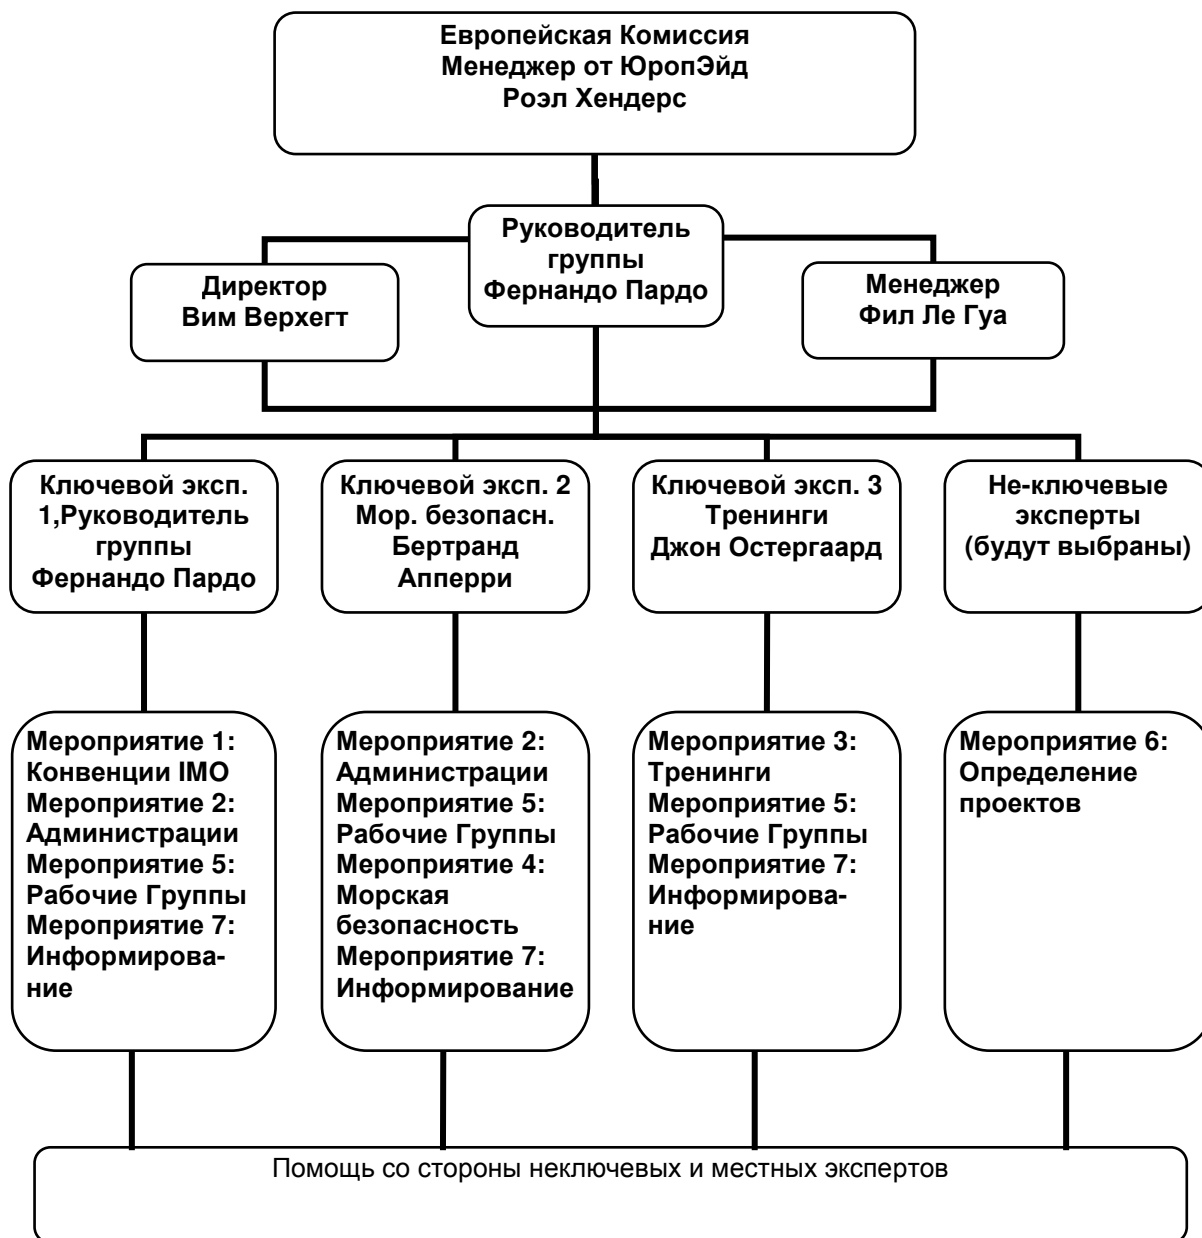 Европейская Комиссия
Менеджер от ЮропЭйд
Роэл Хендерс
Руководитель
группы
Фернандо Пардо
Директор
Вим Верхегт
Менеджер
Фил Ле Гуа
Ключевой эксп.
1,Руководитель
группы
Фернандо Пардо
Ключевой эксп. 2
Мор. безопасн.
Бертранд
Апперри
Ключевой эксп. 3
Тренинги
Джон Остергаард
Не-ключевые
эксперты
(будут выбраны)
Мероприятие 1:
Конвенции IMO
Мероприятие 2:
Администрации
Мероприятие 5:
Рабочие Группы
Мероприятие 7:
Информирова-
ние
Мероприятие 2:
Администрации
Мероприятие 5:
Рабочие Группы
Мероприятие 4:
Морская
безопасность
Мероприятие 7:
Информирование
Мероприятие 3:
Тренинги
Мероприятие 5:
Рабочие Группы
Мероприятие 7:
Информирова-
ние
Мероприятие 6:
Определение
проектов
Помощь со стороны неключевых и местных экспертов